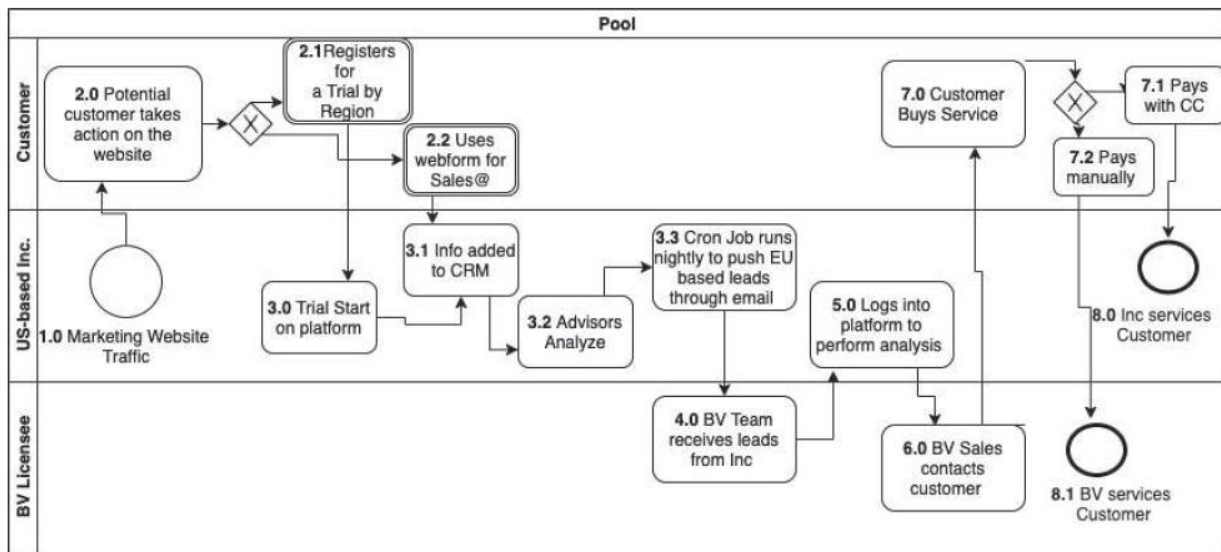 Pool
Customer
2.0 Potential
customer takes
action on the
website
X
2.1Registers
for
a Trial by
Region
2.2 Uses
webform for
Sales@
7.0 Customer
Buys Service
X
7.1 Pays
with CC
7.2 Pays
manually
US-based Inc.
1.0 Marketing Website
Traffic
3.0 Trial Start
on platform
3.1 Info added
to CRM
3.2 Advisors
Analyze
3.3 Cron Job runs
nightly to push EU
based leads
through email
5.0 Logs into
platform to
perform analysis
8.0 Inc services
Customer
BV Licensee
4.0 BV Team
receives leads
from Inc
6.0 BV Sales
contacts
customer
8.1 BV services
Customer